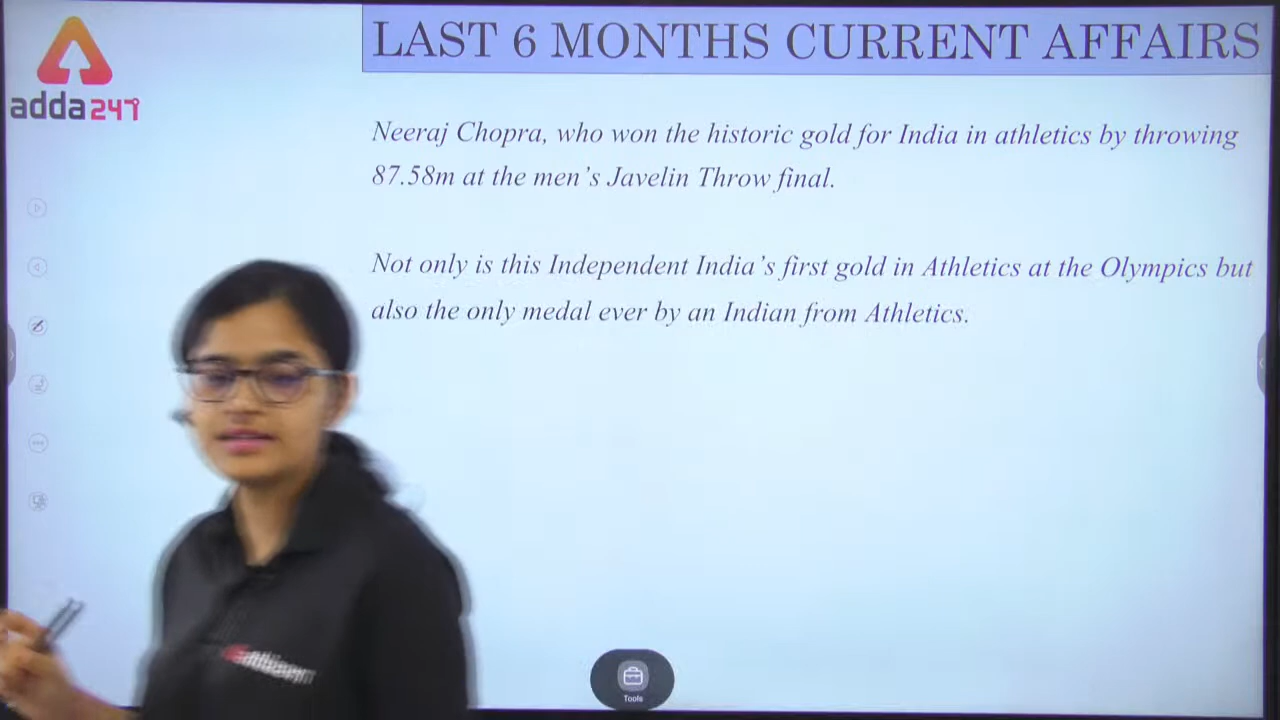 LAST 6 MONTHS CURRENT AFFAIRS
adda247
Neeraj Chopra, who won the historic gold for India in athletics by throwing
87.58m at the men's Javelin Throw final.
Not only is this Independent India's first gold in Athletics at the Olympics but
also the only medal ever by an Indian from Athletics.
Tools